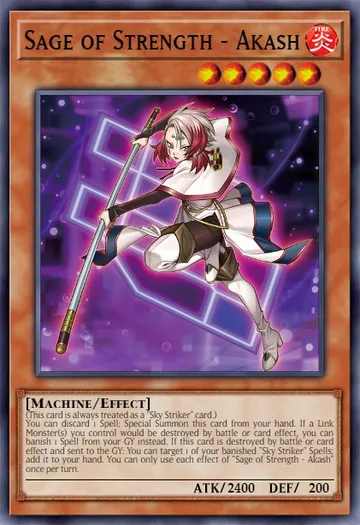 Sage of Strength - Akash
FIRE
炎
[Machine/Effect]
(This card is always treated as a "Sky Striker" card.)
You can discard 1 Spell; Special Summon this card from your hand. If a Link
Monster(s) you control would be destroyed by battle or card effect, you can
banish 1 Spell from your GY instead. If this card is destroyed by battle or card
effect and sent to the GY: You can target 1 of your banished "Sky Striker" Spells;
add it to your hand. You can only use each effect of "Sage of Strength - Akash"
once per turn.
ATK/2400 DEF/ 200